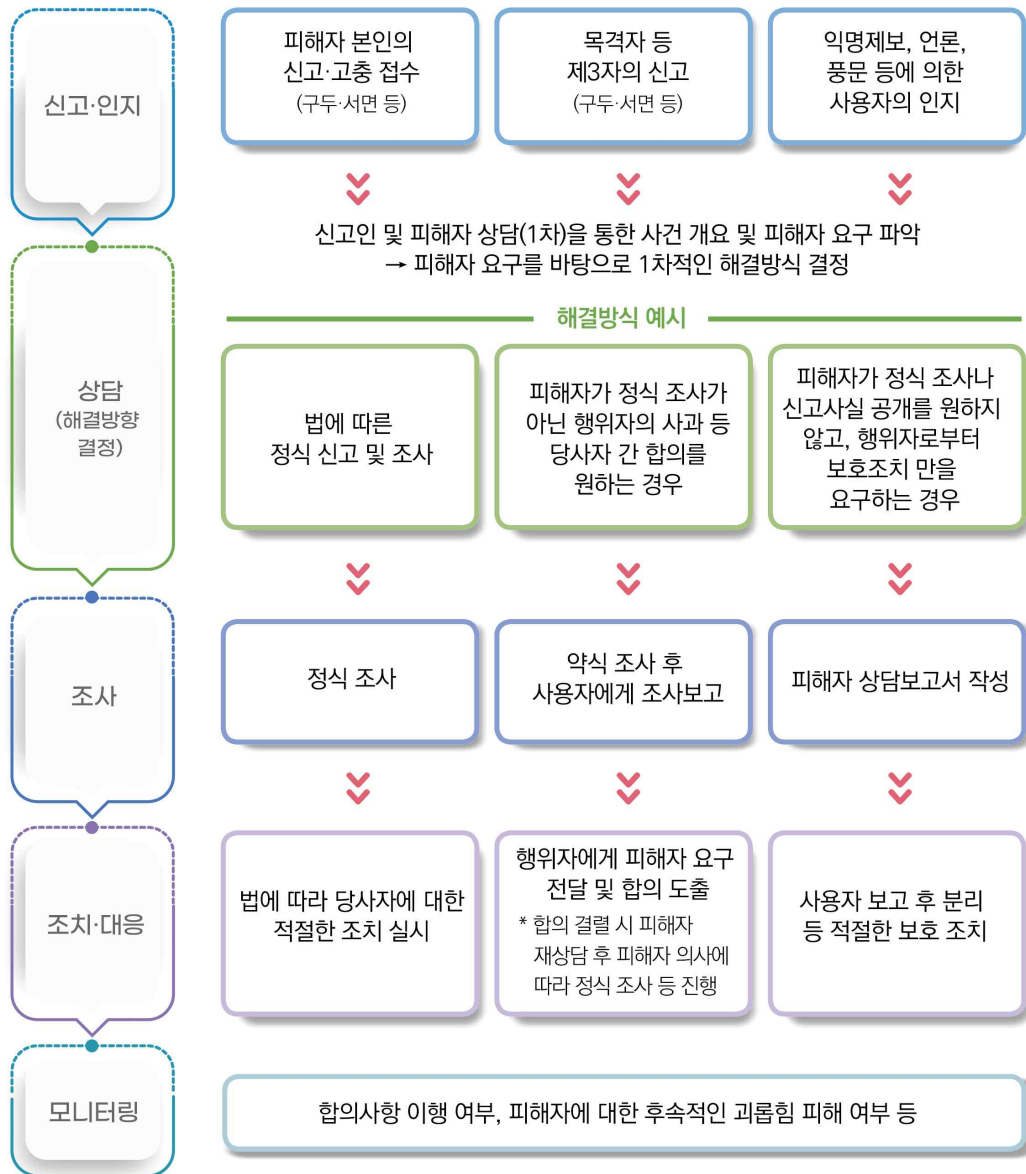 신고·인지
피해자 본인의
신고·고충 접수
(구두·서면 등)
목격자 등
제3자의 신고
(구두·서면 등)
익명제보, 언론,
풍문 등에 의한
사용자의 인지
신고인 및 피해자 상담(1차)을 통한 사건 개요 및 피해자 요구 파악
→ 피해자 요구를 바탕으로 1차적인 해결방식 결정
상담
(해결방향
결정)
해결방식 예시
법에 따른
정식 신고 및 조사
피해자가 정식 조사가
아닌 행위자의 사과 등
당사자 간 합의를
원하는 경우
피해자가 정식 조사나
신고사실 공개를 원하지
않고, 행위자로부터
보호조치 만을
요구하는 경우
조사
정식 조사
약식 조사 후
사용자에게 조사보고
피해자 상담보고서 작성
조치·대응
법에 따라 당사자에 대한
적절한 조치 실시
행위자에게 피해자 요구
전달 및 합의 도출
* 합의 결렬 시 피해자
재상담 후 피해자 의사에
따라 정식 조사 등 진행
사용자 보고 후 분리
등 적절한 보호 조치
모니터링
합의사항 이행 여부, 피해자에 대한 후속적인 괴롭힘 피해 여부 등